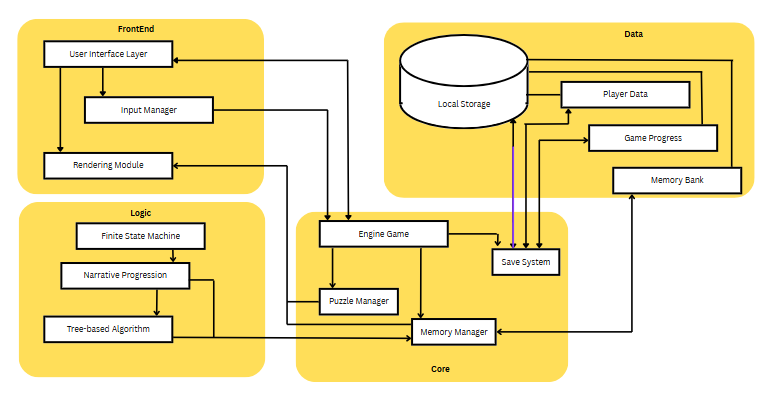 FrontEnd
User Interface Layer
Input Manager
Rendering Module
Data
Local Storage
Player Data
Game Progress
Memory Bank
Logic
Finite State Machine
Narrative Progression
Tree-based Algorithm
Engine Game
Save System
Puzzle Manager
Memory Manager
Core